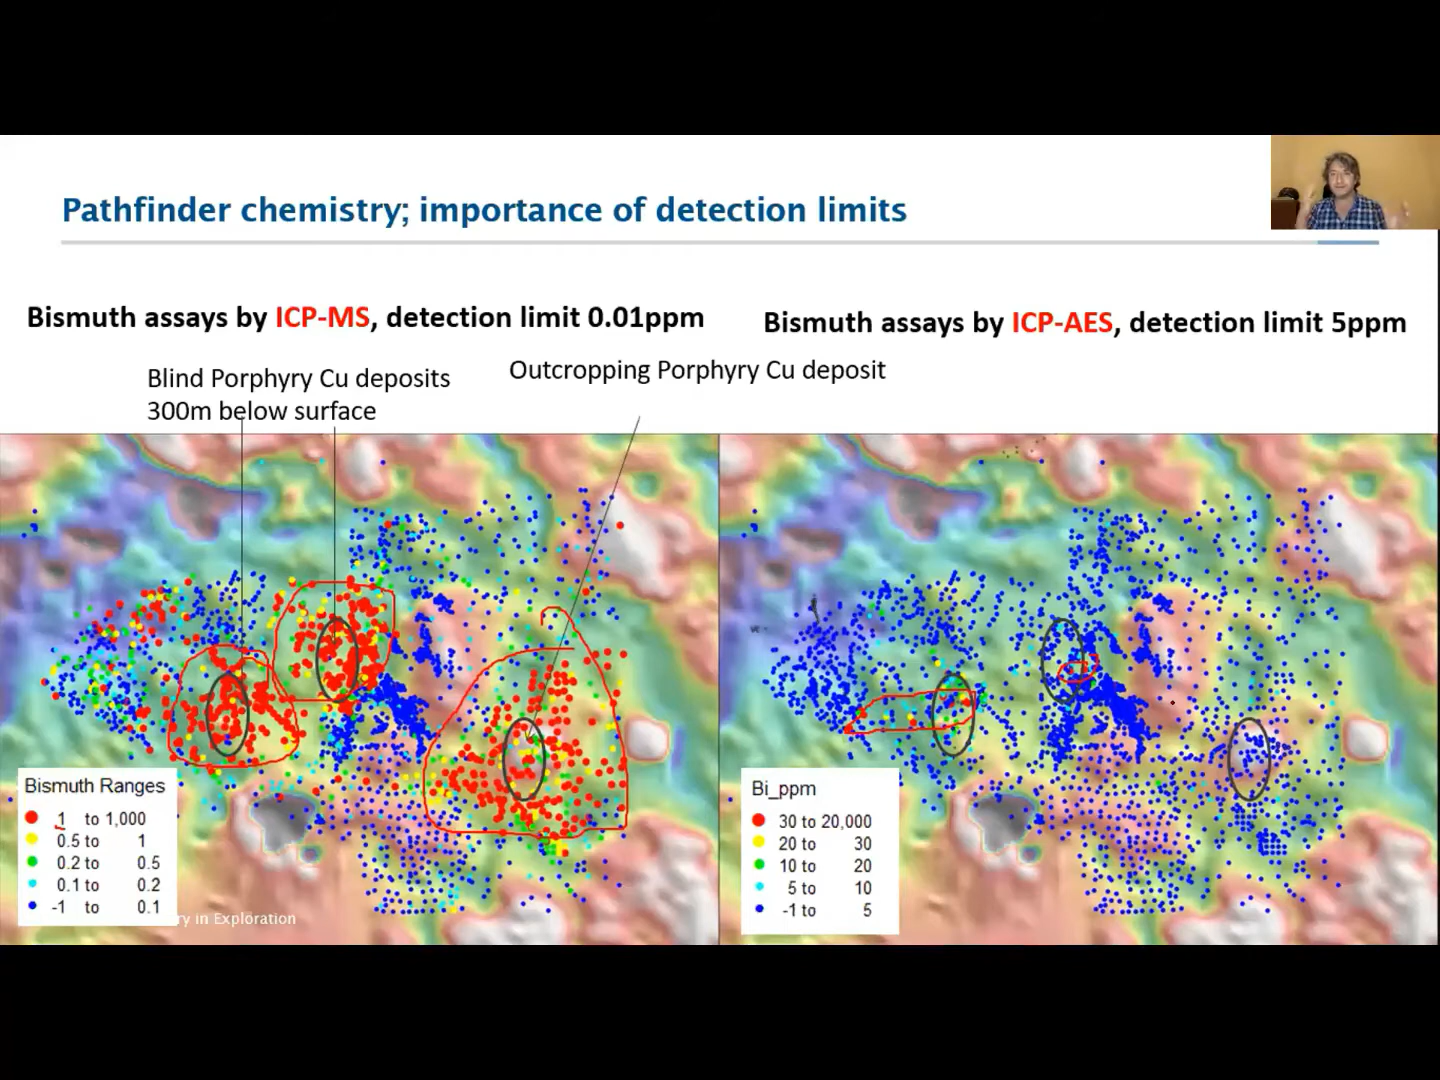 Pathfinder chemistry; importance of detection limits
Bismuth assays by ICP-MS, detection limit 0.01ppm
Bismuth assays by ICP-AES, detection limit 5ppm
Blind Porphyry Cu deposits
300m below surface
Outcropping Porphyry Cu deposit
Bismuth Ranges
1 to 1,000
0.5 to 1
0.2 to 0.5
0.1 to 0.2
-1 to 0.1
ry in Exploration
Bi_ppm
30 to 20,000
20 to 30
10 to 20
5 to 10
-1 to 5